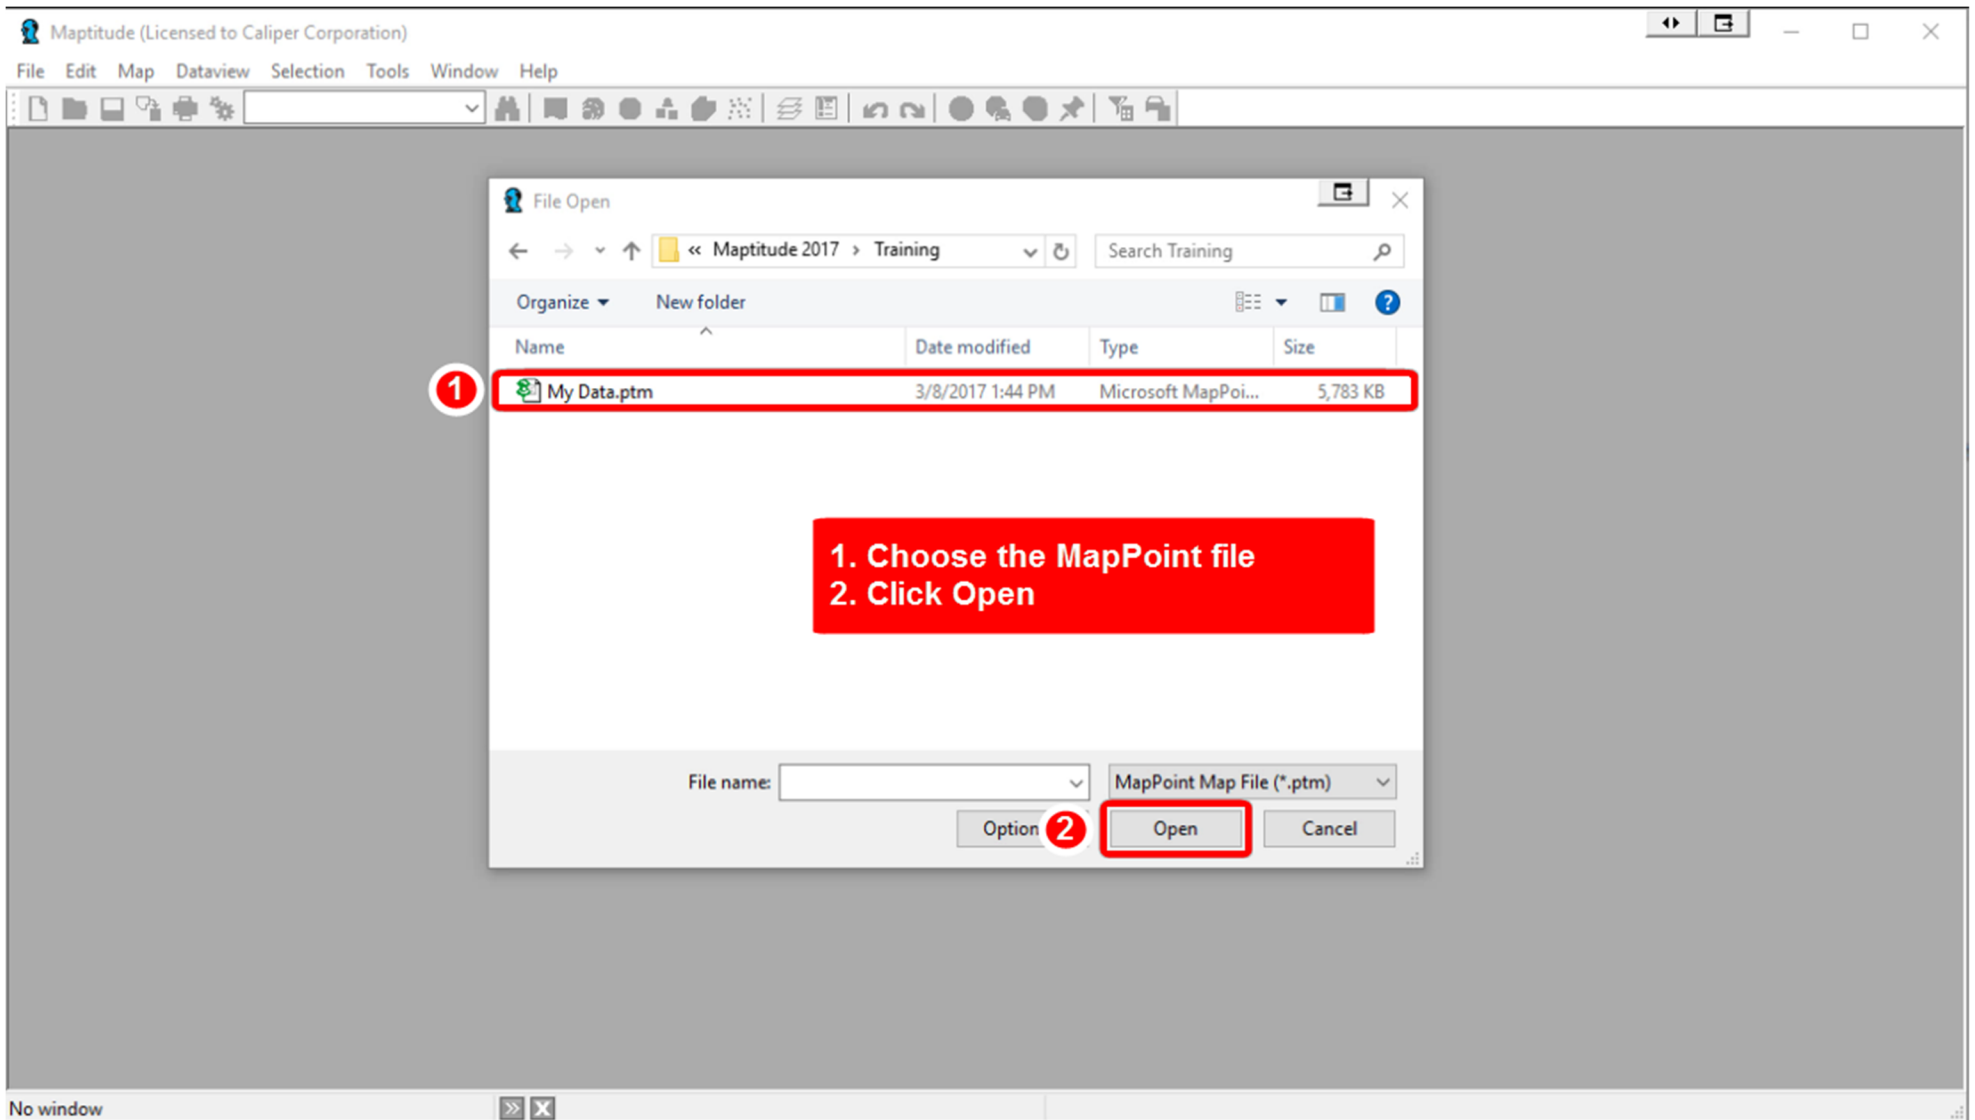 Maptitude (Licensed to Caliper Corporation)
File Edit Map Dataview Selection Tools Window Help
File Open
« Maptitude 2017 › Training
Search Training
Organize New folder
?
Name Date modified Type Size
1 My Data.ptm 3/8/2017 1:44 PM Microsoft MapPoi... 5,783 KB
1. Choose the MapPoint file
2. Click Open
File name: MapPoint Map File (*.ptm)
Option 2 Open Cancel
No window